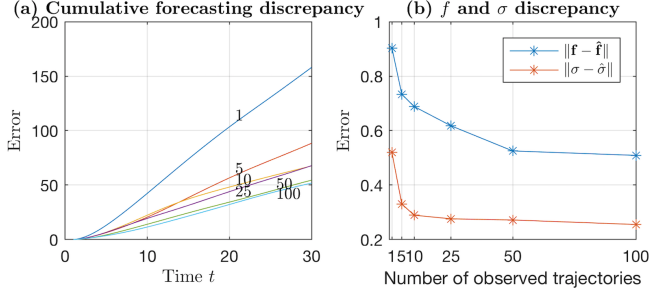 (a) Cumulative forecasting discrepancy
200
150
100
50
0
Error
0 10 20 30
Time t
1
5
10
25
50
100
(b) f and σ discrepancy
1
0.8
0.6
0.4
0.2
Error
‖f − f̂‖
‖σ − σ̂‖
1 5 10 25 50 100
Number of observed trajectories